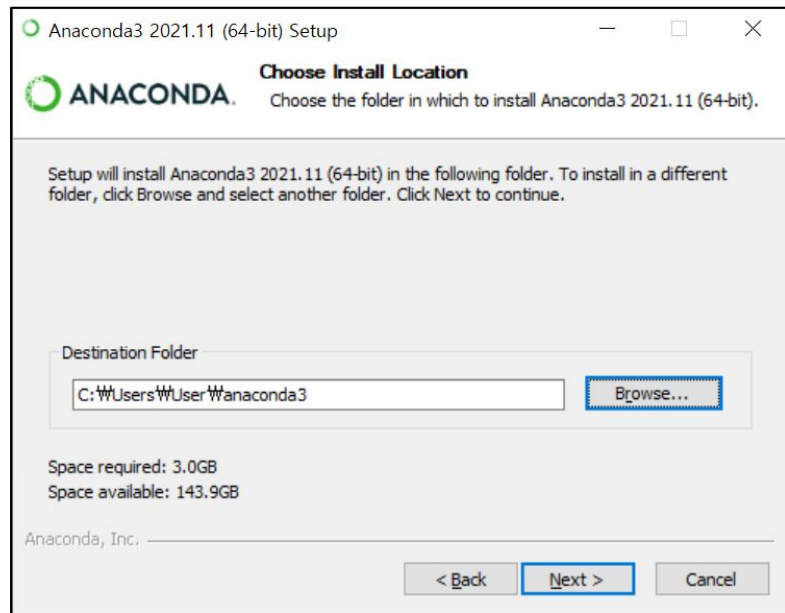 Anaconda3 2021.11 (64-bit) Setup
Choose Install Location
ANACONDA.
Choose the folder in which to install Anaconda3 2021.11 (64-bit).
Setup will install Anaconda3 2021.11 (64-bit) in the following folder. To install in a different
folder, click Browse and select another folder. Click Next to continue.
Destination Folder
C:₩Users₩User₩anaconda3
Browse...
Space required: 3.0GB
Space available: 143.9GB
Anaconda, Inc.
< Back
Next >
Cancel